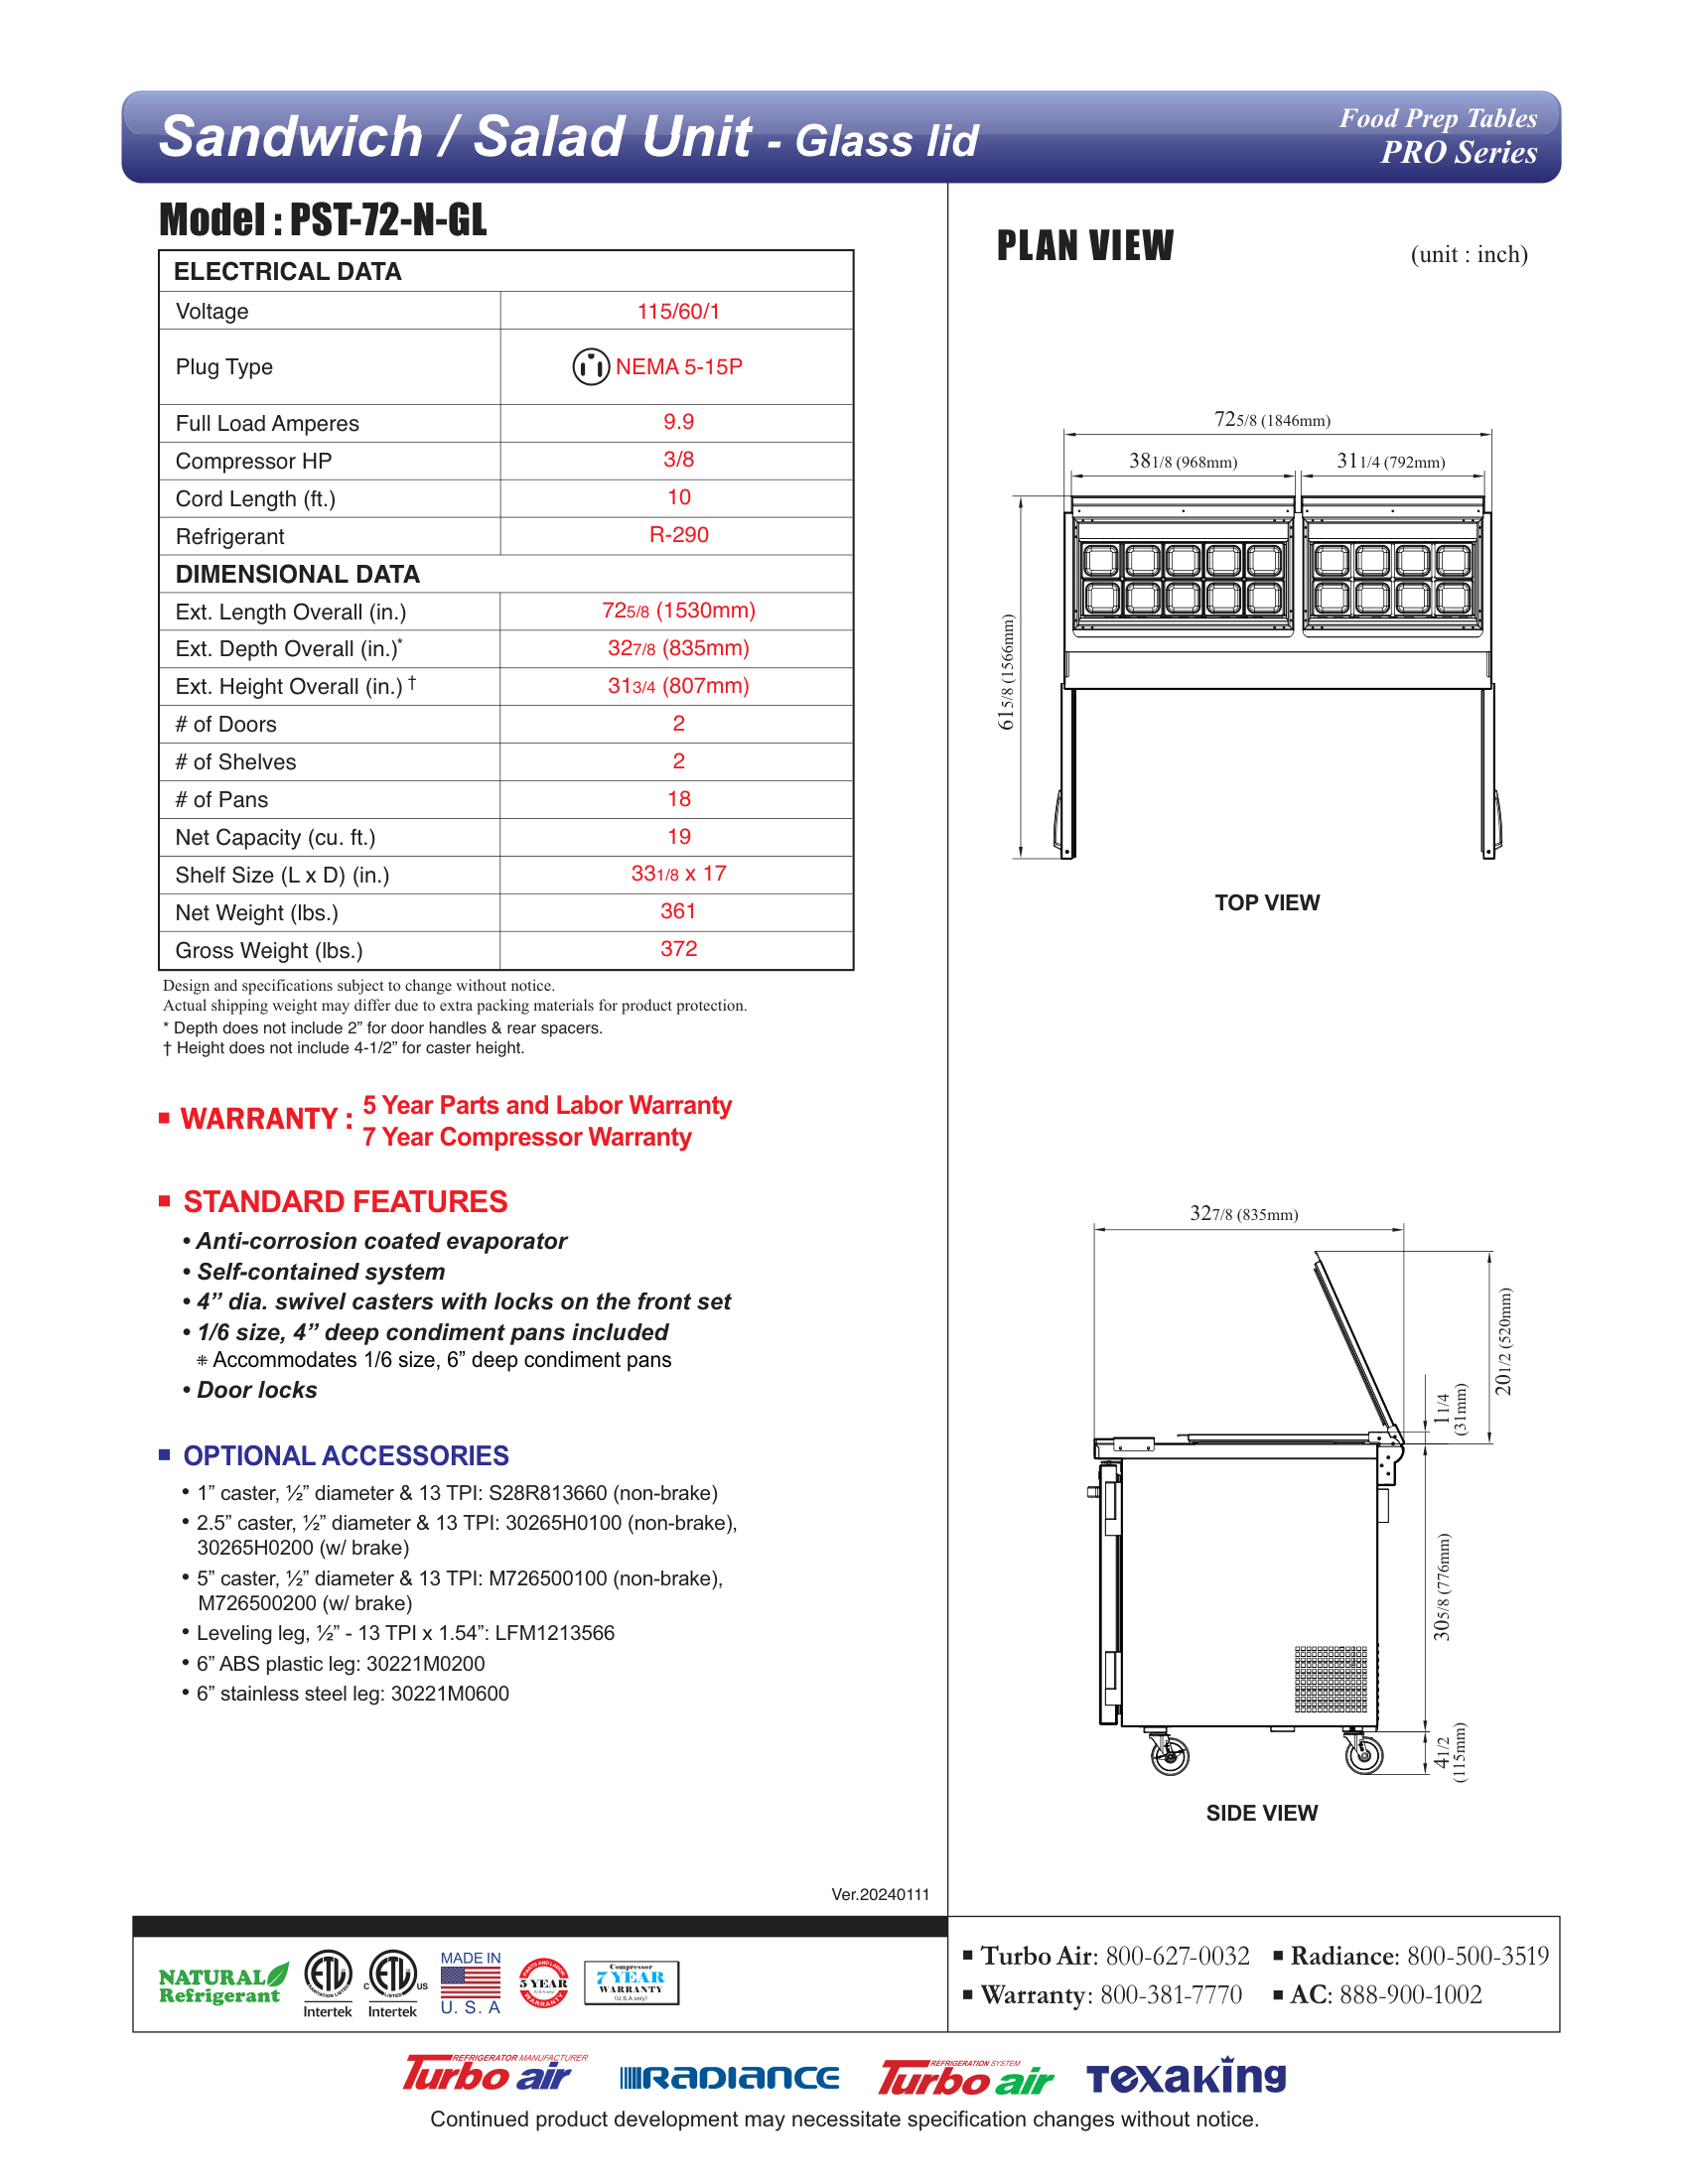 Sandwich / Salad Unit - Glass lid
Food Prep Tables
PRO Series
Model : PST-72-N-GL
ELECTRICAL DATA
Voltage 115/60/1
Plug Type NEMA 5-15P
Full Load Amperes 9.9
Compressor HP 3/8
Cord Length (ft.) 10
Refrigerant R-290
DIMENSIONAL DATA
Ext. Length Overall (in.) 72 5/8 (1530mm)
Ext. Depth Overall (in.)* 32 7/8 (835mm)
Ext. Height Overall (in.) † 31 3/4 (807mm)
# of Doors 2
# of Shelves 2
# of Pans 18
Net Capacity (cu. ft.) 19
Shelf Size (L x D) (in.) 33 1/8 x 17
Net Weight (lbs.) 361
Gross Weight (lbs.) 372
Design and specifications subject to change without notice.
Actual shipping weight may differ due to extra packing materials for product protection.
* Depth does not include 2” for door handles & rear spacers.
† Height does not include 4-1/2” for caster height.
▪ WARRANTY : 5 Year Parts and Labor Warranty
7 Year Compressor Warranty
▪ STANDARD FEATURES
• Anti-corrosion coated evaporator
• Self-contained system
• 4” dia. swivel casters with locks on the front set
• 1/6 size, 4” deep condiment pans included
⁜ Accommodates 1/6 size, 6” deep condiment pans
• Door locks
▪ OPTIONAL ACCESSORIES
• 1” caster, ½” diameter & 13 TPI: S28R813660 (non-brake)
• 2.5” caster, ½” diameter & 13 TPI: 30265H0100 (non-brake),
30265H0200 (w/ brake)
• 5” caster, ½” diameter & 13 TPI: M726500100 (non-brake),
M726500200 (w/ brake)
• Leveling leg, ½” - 13 TPI x 1.54”: LFM1213566
• 6” ABS plastic leg: 30221M0200
• 6” stainless steel leg: 30221M0600
Ver.20240111
PLAN VIEW
(unit : inch)
72 5/8 (1846mm)
38 1/8 (968mm)
31 1/4 (792mm)
61 5/8 (1566mm)
TOP VIEW
32 7/8 (835mm)
20 1/2 (520mm)
1 1/4
(31mm)
30 5/8 (776mm)
4 1/2
(115mm)
SIDE VIEW
NATURAL
Refrigerant
ETL
SANITATION LISTED
Intertek
C ETL US
LISTED
Intertek
MADE IN
U. S. A
PARTS AND LABOR
5 YEAR
(U.S.A only)
WARRANTY
Compressor
7 YEAR
WARRANTY
(U.S.A only)
▪ Turbo Air: 800-627-0032
▪ Radiance: 800-500-3519
▪ Warranty: 800-381-7770
▪ AC: 888-900-1002
REFRIGERATOR MANUFACTURER
Turbo air
RADIANCE
REFRIGERATION SYSTEM
Turbo air
TEXAKING
Continued product development may necessitate specification changes without notice.